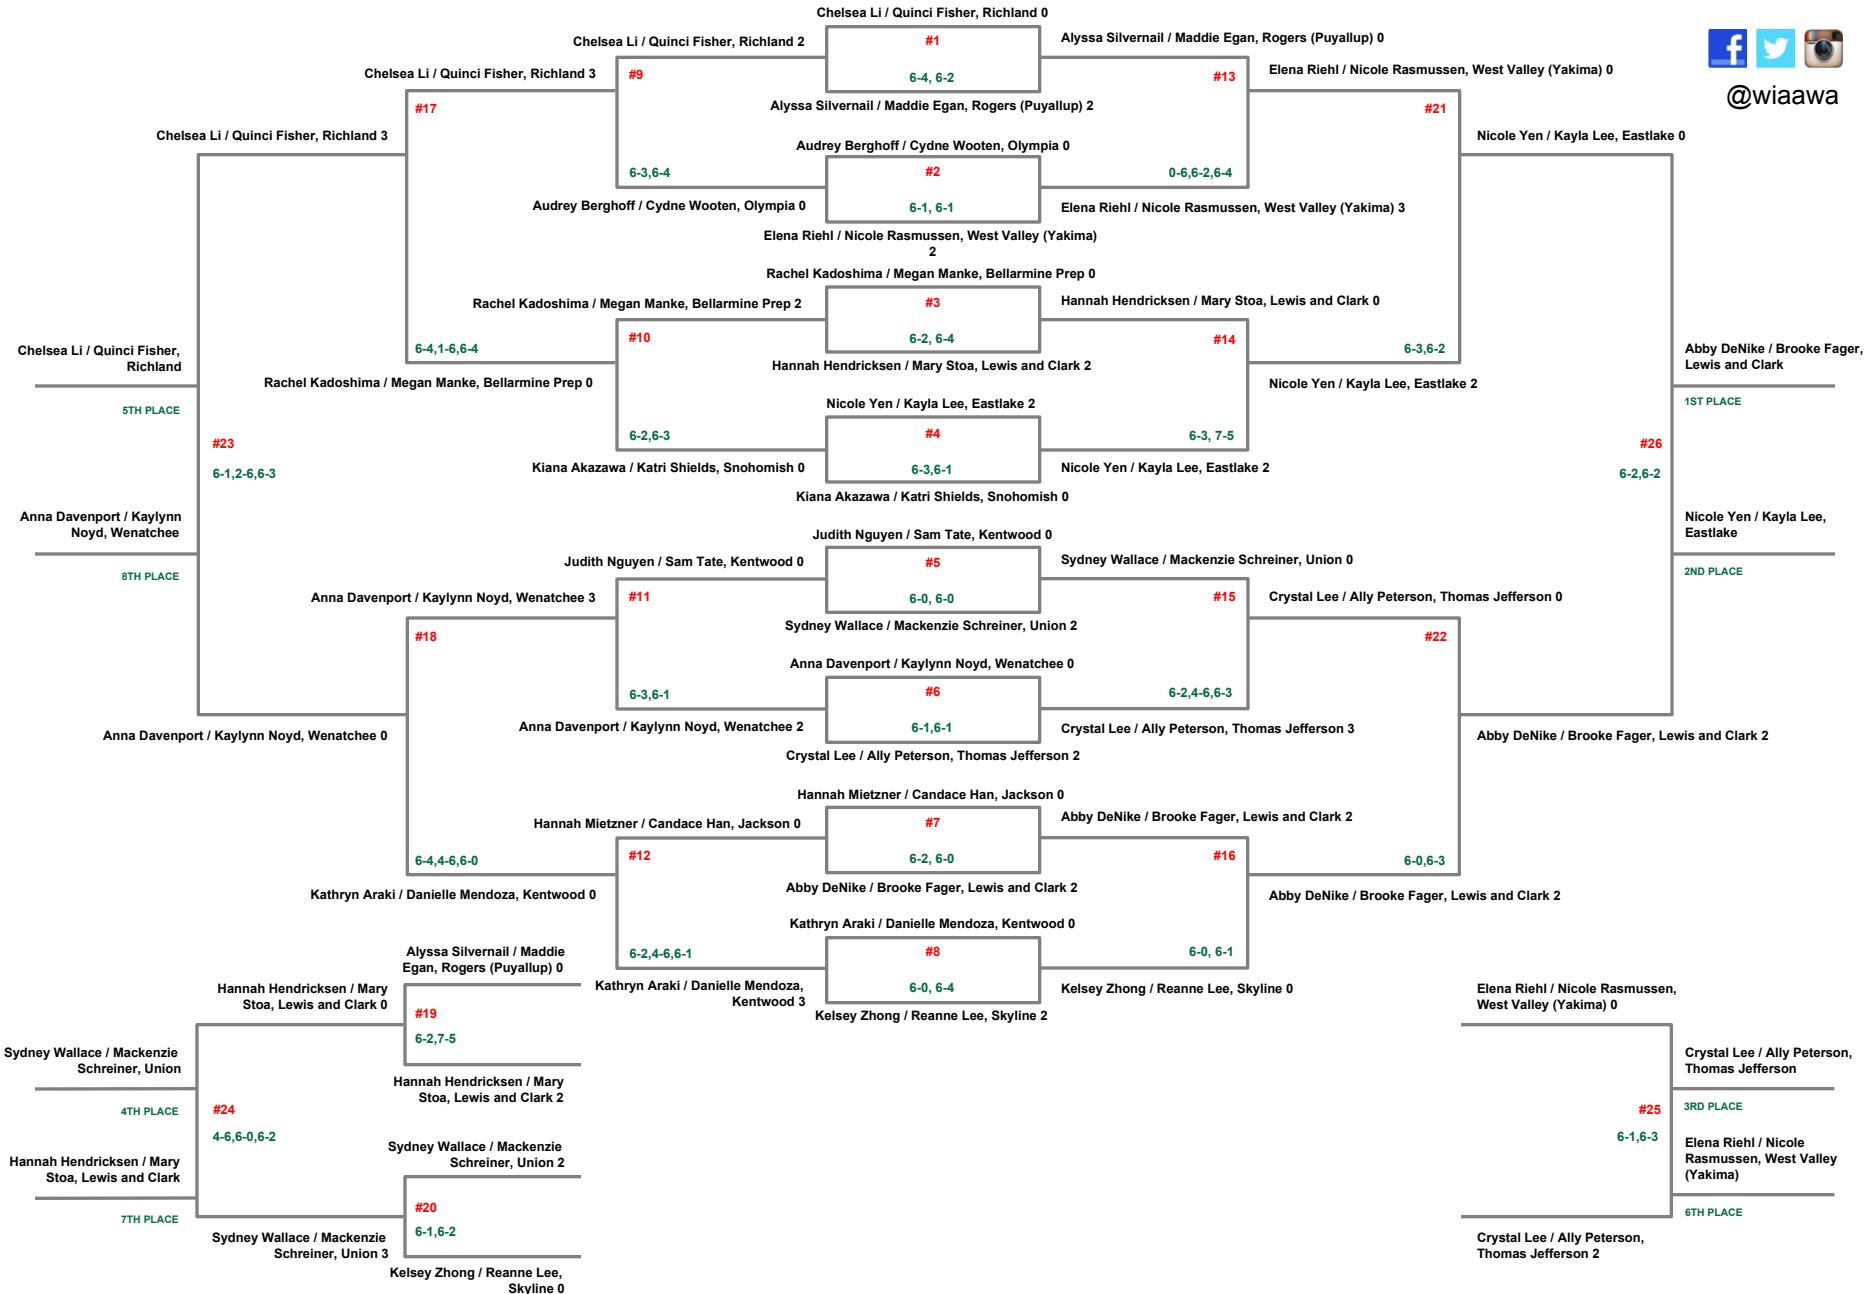 Chelsea Li / Quinci Fisher, Richland 0
Chelsea Li / Quinci Fisher, Richland 2
#1
Alyssa Silvernail / Maddie Egan, Rogers (Puyallup) 0
Chelsea Li / Quinci Fisher, Richland 3
#9
6-4, 6-2
#13
Elena Riehl / Nicole Rasmussen, West Valley (Yakima) 0
@wiaawa
#17
Alyssa Silvernail / Maddie Egan, Rogers (Puyallup) 2
#21
Chelsea Li / Quinci Fisher, Richland 3
Audrey Berghoff / Cydne Wooten, Olympia 0
Nicole Yen / Kayla Lee, Eastlake 0
6-3,6-4
#2
0-6,6-2,6-4
Audrey Berghoff / Cydne Wooten, Olympia 0
6-1, 6-1
Elena Riehl / Nicole Rasmussen, West Valley (Yakima) 3
Elena Riehl / Nicole Rasmussen, West Valley (Yakima)
2
Rachel Kadoshima / Megan Manke, Bellarmine Prep 0
Rachel Kadoshima / Megan Manke, Bellarmine Prep 2
#3
Hannah Hendricksen / Mary Stoa, Lewis and Clark 0
#10
6-2, 6-4
#14
Chelsea Li / Quinci Fisher,
Richland
6-4,1-6,6-4
6-3,6-2
Abby DeNike / Brooke Fager,
Lewis and Clark
Hannah Hendricksen / Mary Stoa, Lewis and Clark 2
Rachel Kadoshima / Megan Manke, Bellarmine Prep 0
Nicole Yen / Kayla Lee, Eastlake 2
5TH PLACE
Nicole Yen / Kayla Lee, Eastlake 2
1ST PLACE
#23
6-2,6-3
#4
6-3, 7-5
#26
6-1,2-6,6-3
Kiana Akazawa / Katri Shields, Snohomish 0
6-3,6-1
Nicole Yen / Kayla Lee, Eastlake 2
6-2,6-2
Kiana Akazawa / Katri Shields, Snohomish 0
Anna Davenport / Kaylynn
Noyd, Wenatchee
Nicole Yen / Kayla Lee,
Eastlake
Judith Nguyen / Sam Tate, Kentwood 0
Judith Nguyen / Sam Tate, Kentwood 0
#5
Sydney Wallace / Mackenzie Schreiner, Union 0
8TH PLACE
2ND PLACE
Anna Davenport / Kaylynn Noyd, Wenatchee 3
#11
6-0, 6-0
#15
Crystal Lee / Ally Peterson, Thomas Jefferson 0
#18
Sydney Wallace / Mackenzie Schreiner, Union 2
#22
Anna Davenport / Kaylynn Noyd, Wenatchee 0
6-3,6-1
#6
6-2,4-6,6-3
Anna Davenport / Kaylynn Noyd, Wenatchee 2
6-1,6-1
Crystal Lee / Ally Peterson, Thomas Jefferson 3
Anna Davenport / Kaylynn Noyd, Wenatchee 0
Abby DeNike / Brooke Fager, Lewis and Clark 2
Crystal Lee / Ally Peterson, Thomas Jefferson 2
Hannah Mietzner / Candace Han, Jackson 0
Hannah Mietzner / Candace Han, Jackson 0
#7
Abby DeNike / Brooke Fager, Lewis and Clark 2
6-4,4-6,6-0
#12
6-2, 6-0
#16
6-0,6-3
Kathryn Araki / Danielle Mendoza, Kentwood 0
Abby DeNike / Brooke Fager, Lewis and Clark 2
Abby DeNike / Brooke Fager, Lewis and Clark 2
Kathryn Araki / Danielle Mendoza, Kentwood 0
Alyssa Silvernail / Maddie
Egan, Rogers (Puyallup) 0
6-2,4-6,6-1
#8
6-0, 6-1
Hannah Hendricksen / Mary
Stoa, Lewis and Clark 0
Kathryn Araki / Danielle Mendoza,
Kentwood 3
6-0, 6-4
Kelsey Zhong / Reanne Lee, Skyline 0
Elena Riehl / Nicole Rasmussen,
West Valley (Yakima) 0
#19
Kelsey Zhong / Reanne Lee, Skyline 2
6-2,7-5
Sydney Wallace / Mackenzie
Schreiner, Union
Crystal Lee / Ally Peterson,
Thomas Jefferson
Hannah Hendricksen / Mary
Stoa, Lewis and Clark 2
4TH PLACE
#24
#25
3RD PLACE
4-6,6-0,6-2
6-1,6-3
Sydney Wallace / Mackenzie
Schreiner, Union 2
Elena Riehl / Nicole
Rasmussen, West Valley
(Yakima)
Hannah Hendricksen / Mary
Stoa, Lewis and Clark
7TH PLACE
#20
6TH PLACE
6-1,6-2
Sydney Wallace / Mackenzie
Schreiner, Union 3
Crystal Lee / Ally Peterson,
Thomas Jefferson 2
Kelsey Zhong / Reanne Lee,
Skyline 0